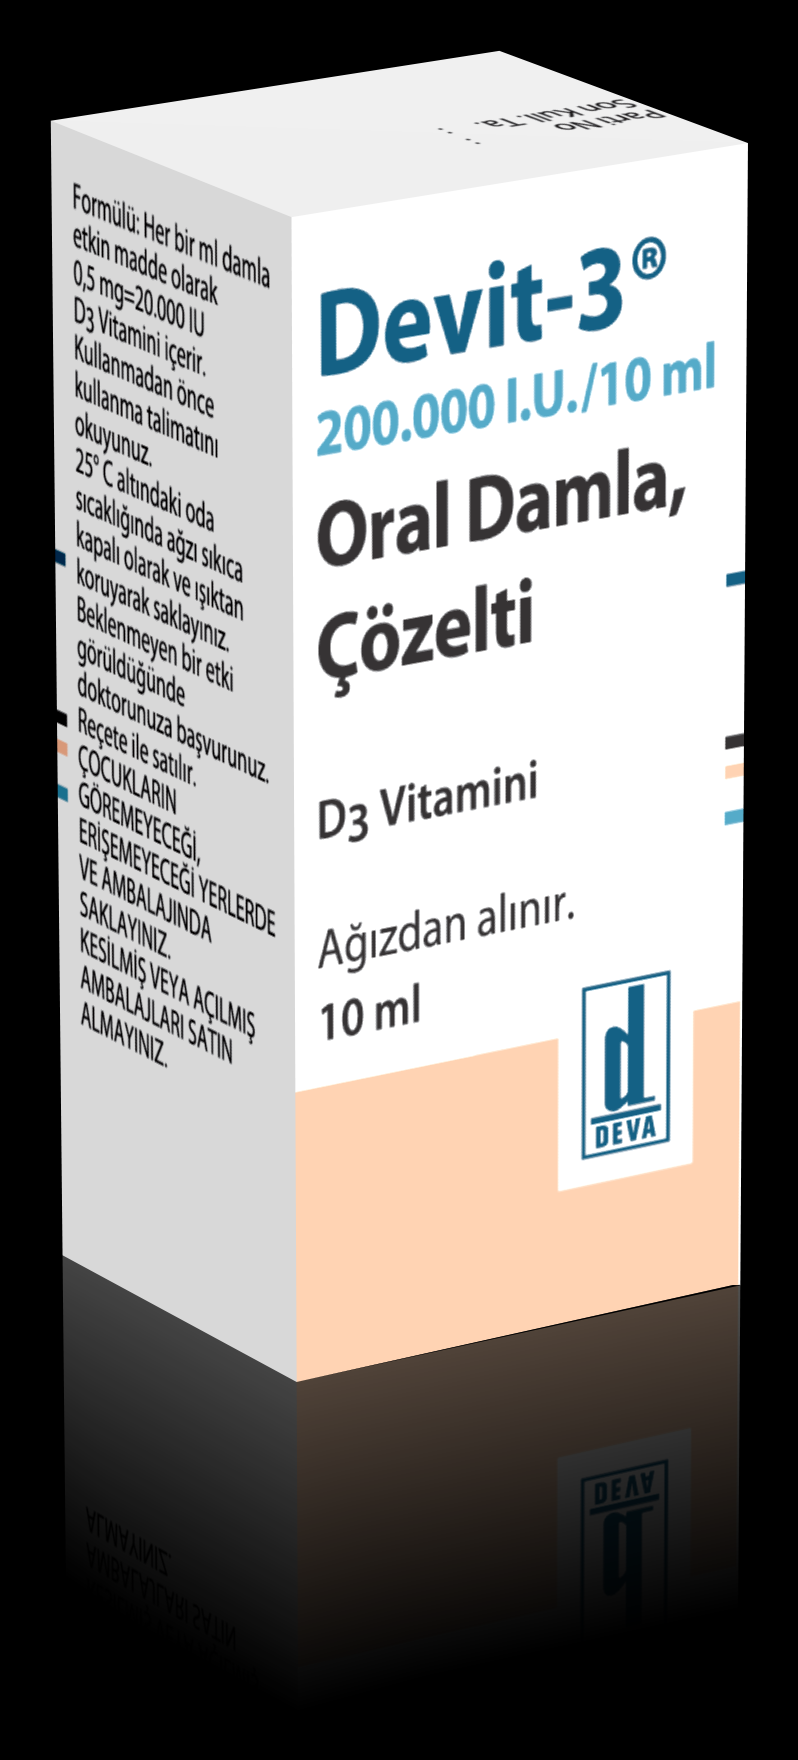 Parti No :
Son Kull. Ta. :
Formülü: Her bir ml damla
etkin madde olarak
0,5 mg=20.000 IU
D3 Vitamini içerir.
Kullanmadan önce
kullanma talimatını
okuyunuz.
25° C altındaki oda
sıcaklığında ağzı sıkıca
kapalı olarak ve ışıktan
koruyarak saklayınız.
Beklenmeyen bir etki
görüldüğünde
doktorunuza başvurunuz.
Reçete ile satılır.
ÇOCUKLARIN
GÖREMEYECEĞİ,
ERİŞEMEYECEĞİ YERLERDE
VE AMBALAJINDA
SAKLAYINIZ.
KESİLMİŞ VEYA AÇILMIŞ
AMBALAJLARI SATIN
ALMAYINIZ.
Devit-3®
200.000 I.U./10 ml
Oral Damla,
Çözelti
D3 Vitamini
Ağızdan alınır.
10 ml
d
DEVA